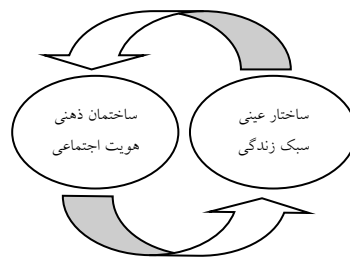 ساختار عینی
سبک زندگی
ساختمان ذهنی
هویت اجتماعی